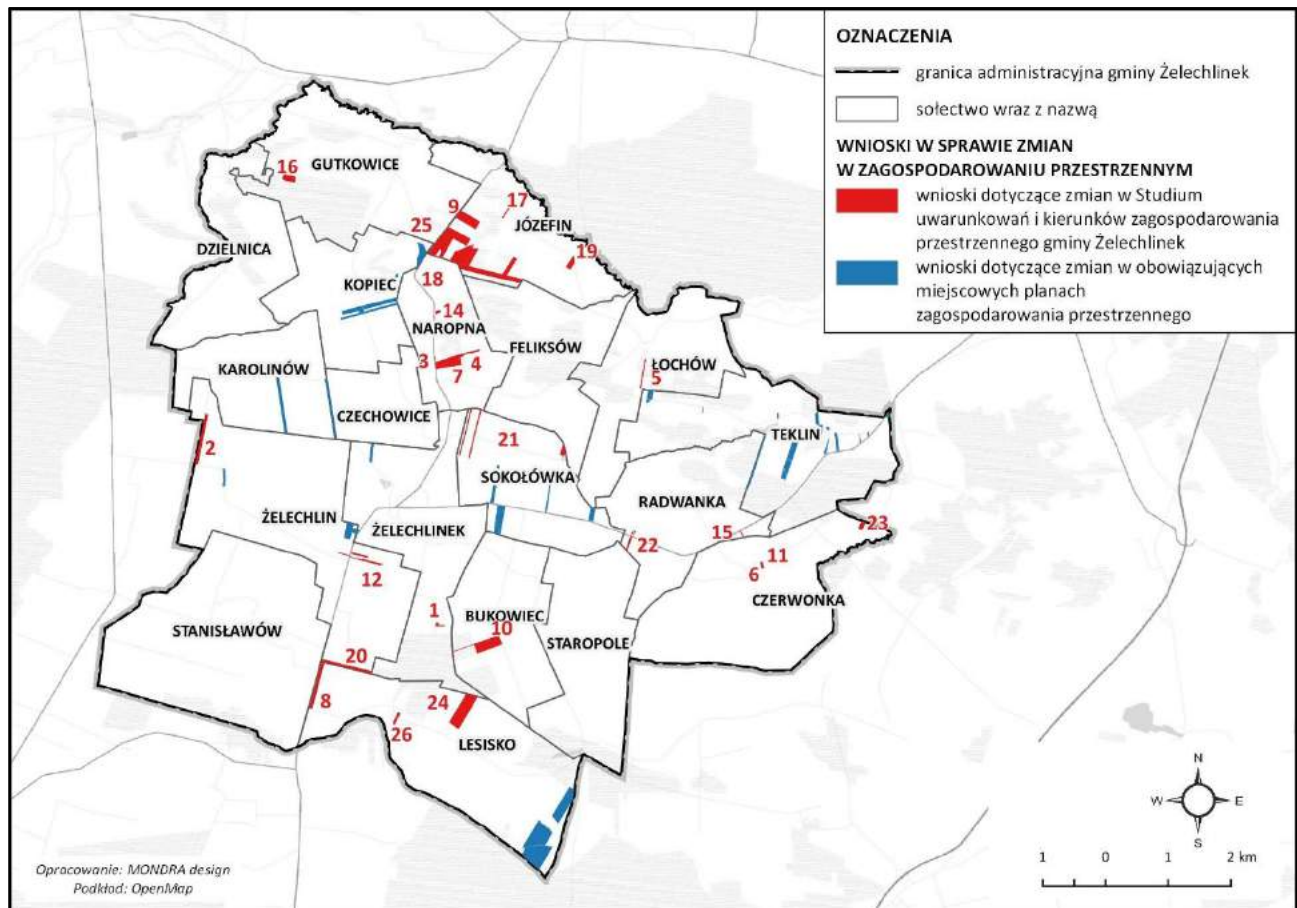 OZNACZENIA
granica administracyjna gminy Żelechlinek
sołectwo wraz z nazwą
WNIOSKI W SPRAWIE ZMIAN
W ZAGOSPODAROWANIU PRZESTRZENNYM
wnioski dotyczące zmian w Studium
uwarunkowań i kierunków zagospodarowania
przestrzennego gminy Żelechlinek
wnioski dotyczące zmian w obowiązujących
miejscowych planach
zagospodarowania przestrzennego
GUTKOWICE
16
17
9
25
JÓZEFIN
DZIELNICA
19
KOPIEC
18
14
NAROPNA
FELIKSÓW
3
4
7
KAROLINÓW
ŁOCHÓW
5
CZECHOWICE
2
21
TEKLIN
SOKOŁÓWKA
RADWANKA
ŻELECHLIN
ŻELECHLINEK
15
23
22
12
11
6
CZERWONKA
1
BUKOWIEC
10
STANISŁAWÓW
STAROPOLE
20
8
24
26
LESISKO
N
W
E
S
1
0
1
2 km
Opracowanie: MONDRA design
Podkład: OpenMap